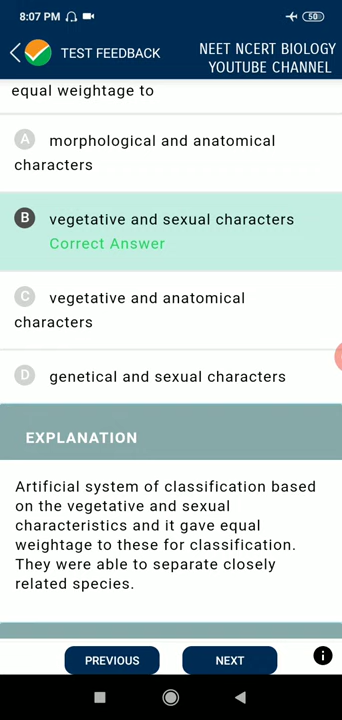 8:07 PM
50
TEST FEEDBACK
NEET NCERT BIOLOGY
YOUTUBE CHANNEL
equal weightage to
A morphological and anatomical
characters
B vegetative and sexual characters
Correct Answer
C vegetative and anatomical
characters
D genetical and sexual characters
EXPLANATION
Artificial system of classification based
on the vegetative and sexual
characteristics and it gave equal
weightage to these for classification.
They were able to separate closely
related species.
PREVIOUS
NEXT
i